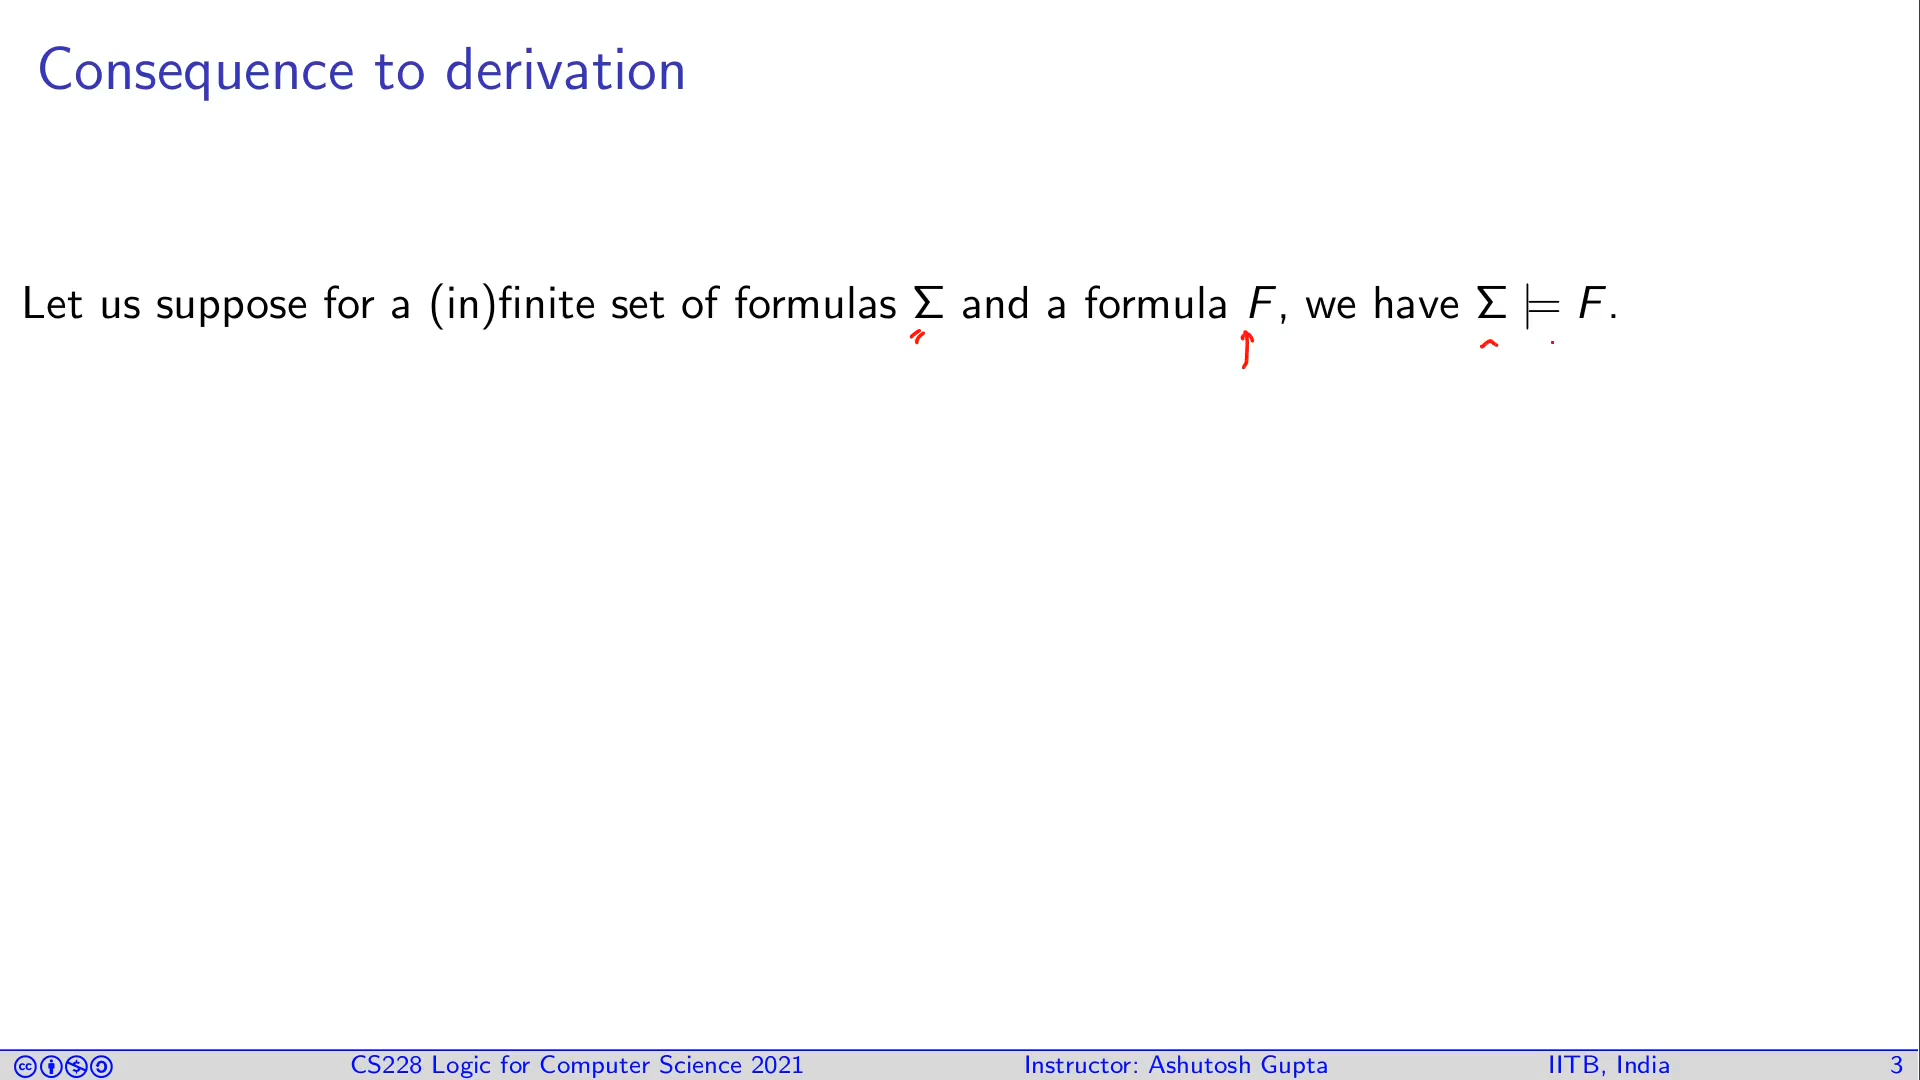 Consequence to derivation
Let us suppose for a (in)finite set of formulas Σ and a formula F, we have Σ ⊨ F.
CS228 Logic for Computer Science 2021 Instructor: Ashutosh Gupta IITB, India 3